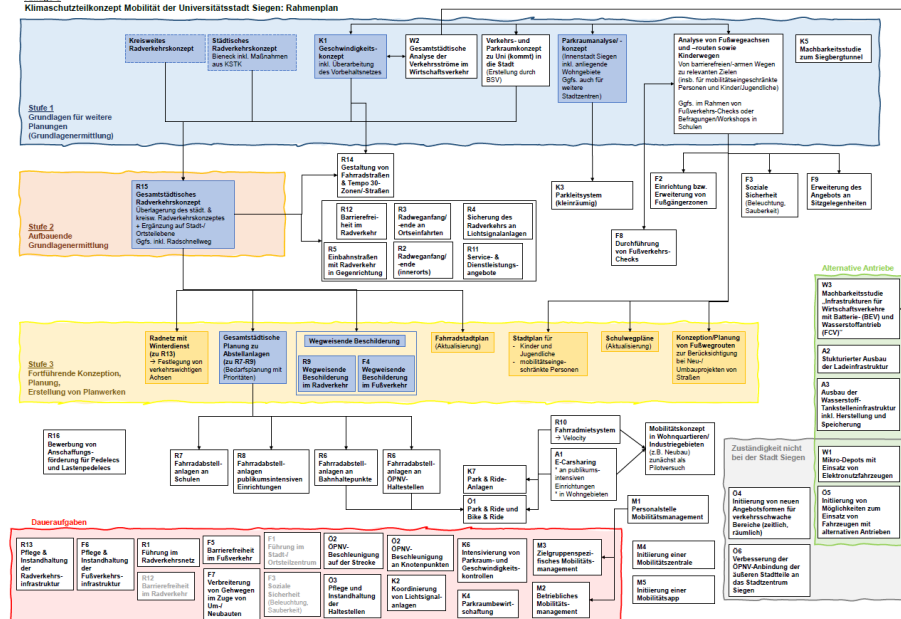 Klimaschutzteilkonzept Mobilität der Universitätsstadt Siegen: Rahmenplan
Stufe 1
Grundlagen für weitere
Planungen
(Grundlagenermittlung)
Kreisweites
Radverkehrskonzept
Städtisches
Radverkehrskonzept
Bieneck inkl. Maßnahmen
aus KSTK
K1
Geschwindigkeits-
konzept
inkl. Überarbeitung
des Vorbehaltsnetzes
W2
Gesamtstädtische
Analyse der
Verkehrsströme im
Wirtschaftsverkehr
Verkehrs- und
Parkraumkonzept
zu Uni (kommt) in
die Stadt
(Erstellung durch
BSV)
Parkraumanalyse/ -
konzept
(Innenstadt Siegen
inkl. anliegende
Wohngebiete
Ggfs. auch für
weitere
Stadtzentren)
Analyse von Fußwegeachsen
und –routen sowie
Kinderwegen
Von barrierefreien/-armen Wegen
zu relevanten Zielen
(insb. für mobilitätseingeschränkte
Personen und Kinder/Jugendliche)
Ggfs. im Rahmen von
Fußverkehrs-Checks oder
Befragungen/Workshops in
Schulen
K5
Machbarkeitsstudie
zum Siegbergtunnel
Stufe 2
Aufbauende
Grundlagenermittlung
R15
Gesamtstädtisches
Radverkehrskonzept
Überlagerung des städt. &
kreisw. Radverkehrskonzeptes
+ Ergänzung auf Stadt-/
Ortsteilebene
Ggfs. inkl. Radschnellweg
R14
Gestaltung von
Fahrradstraßen
& Tempo 30-
Zonen/-Straßen
R12
Barrierefrei-
heit im
Radverkehr
R3
Radweganfang/
-ende an
Ortseinfahrten
R4
Sicherung des
Radverkehrs an
Lichtsignalanlagen
R5
Einbahnstraßen
mit Radverkehr
in Gegenrichtung
R2
Radweganfang/
-ende
(innerorts)
R11
Service- &
Dienstleistungs-
angebote
K3
Parkleitsystem
(kleinräumig)
F8
Durchführung
von Fußverkehrs-
Checks
F2
Einrichtung bzw.
Erweiterung von
Fußgängerzonen
F3
Soziale
Sicherheit
(Beleuchtung,
Sauberkeit)
F9
Erweiterung des
Angebots an
Sitzgelegenheiten
Stufe 3
Fortführende Konzeption,
Planung,
Erstellung von Planwerken
Radnetz mit
Winterdienst
(zu R13)
→ Festlegung von
verkehrswichtigen
Achsen
Gesamtstädtische
Planung zu
Abstellanlagen
(zu R7-R9)
(Bedarfsplanung mit
Prioritäten)
Wegweisende Beschilderung
R9
Wegweisende
Beschilderung
im Radverkehr
F4
Wegweisende
Beschilderung
im Fußverkehr
Fahrradstadtplan
(Aktualisierung)
Stadtplan für
- Kinder und
Jugendliche
- mobilitätseinge-
schränkte Personen
Schulwegpläne
(Aktualisierung)
Konzeption/Planung
von Fußwegrouten
zur Berücksichtigung
bei Neu-/
Umbauprojekten von
Straßen
Alternative Antriebe
W3
Machbarkeitsstudie
„Infrastrukturen für
Wirtschaftsverkehre
mit Batterie- (BEV) und
Wasserstoffantrieb
(FCV)“
A2
Stukturierter Ausbau
der Ladeinfrastruktur
A3
Ausbau der
Wasserstoff-
Tankstelleninfrastruktur
inkl. Herstellung und
Speicherung
W1
Mikro-Depots mit
Einsatz von
Elektronutzfahrzeugen
O5
Initiierung von
Möglichkeiten zum
Einsatz von
Fahrzeugen mit
alternativen Antrieben
R16
Bewerbung von
Anschaffungs-
förderung für Pedelecs
und Lastenpedelecs
R7
Fahrradabstell-
anlagen an
Schulen
R8
Fahrradabstell-
anlagen
publikumsintensiven
Einrichtungen
R6
Fahrradabstell-
anlagen an
Bahnhaltepunkte
R6
Fahrradabstell-
anlagen an
ÖPNV-
Haltestellen
R10
Fahrradmietsystem
→ Velocity
A1
E-Carsharing
* an publikums-
intensiven
Einrichtungen
* in Wohngebieten
Mobilitätskonzept
in Wohnquartieren/
Industriegebieten
(z.B. Neubau)
zunächst als
Pilotversuch
K7
Park & Ride-
Anlagen
Ö1
Park & Ride und
Bike & Ride
M1
Personalstelle
Mobilitätsmanagement
M4
Initiierung einer
Mobilitätszentrale
M5
Initiierung einer
Mobilitätsapp
Zuständigkeit nicht
bei der Stadt Siegen
O4
Initiierung von neuen
Angebotsformen für
verkehrsschwache
Bereiche (zeitlich,
räumlich)
O6
Verbesserung der
ÖPNV-Anbindung der
äußeren Stadtteile an
das Stadtzentrum
Siegen
Daueraufgaben
R13
Pflege &
Instandhaltung
der
Radverkehrs-
infrastruktur
F6
Pflege &
Instandhaltung
der
Fußverkehrs-
infrastruktur
R1
Führung im
Radverkehrsnetz
R12
Barrierefreiheit
im Radverkehr
F5
Barrierefreiheit
im Fußverkehr
F7
Verbreiterung
von Gehwegen
im Zuge von
Um-/
Neubauten
F1
Führung im
Stadt-/
Ortsteilzentrum
F3
Soziale
Sicherheit
(Beleuchtung,
Sauberkeit)
Ö2
ÖPNV-
Beschleunigung
auf der Strecke
Ö3
Pflege und
Instandhaltung
der
Haltestellen
Ö2
ÖPNV-
Beschleunigung
an Knotenpunkten
K2
Koordinierung
von Lichtsignal-
anlagen
K6
Intensivierung von
Parkraum- und
Geschwindigkeits-
kontrollen
K4
Parkraumbewirt-
schaftung
M3
Zielgruppenspezi-
fisches Mobilitäts-
management
M2
Betriebliches
Mobilitäts-
management